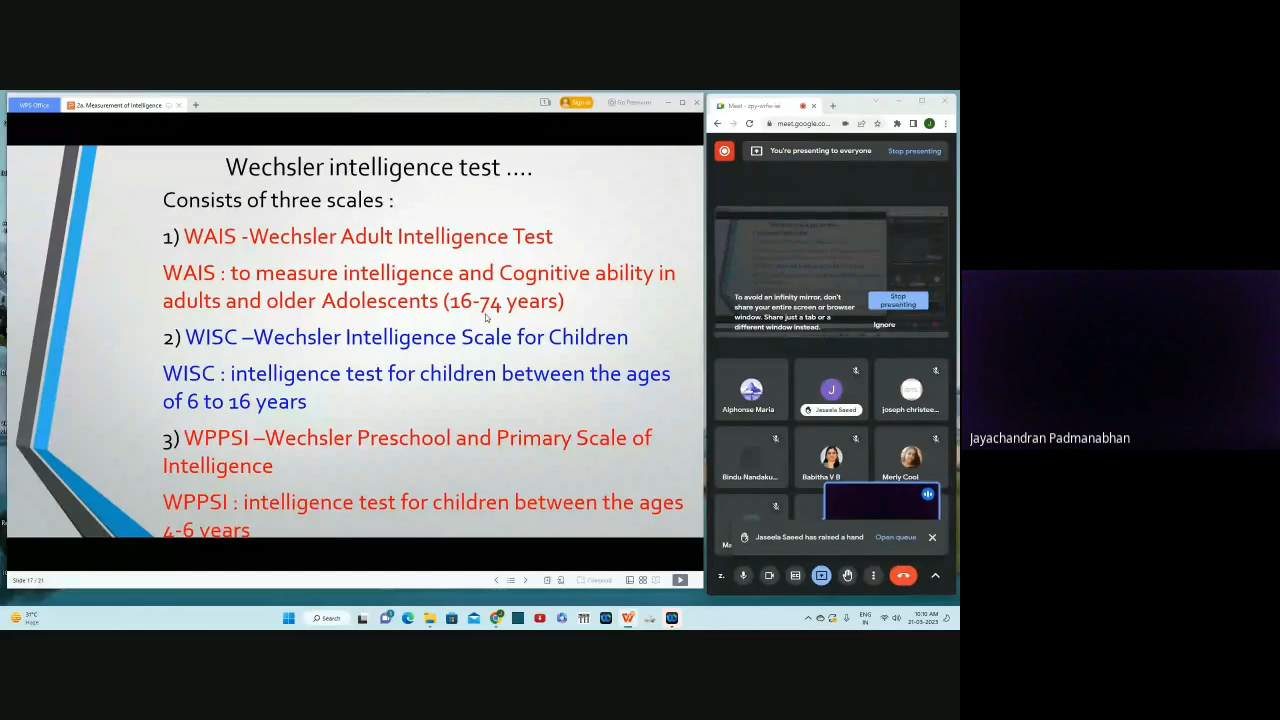 WPS Office
2a. Measurement of Intelligence
Sign in
Go Premium
Wechsler intelligence test ....
Consists of three scales :
1) WAIS -Wechsler Adult Intelligence Test
WAIS : to measure intelligence and Cognitive ability in
adults and older Adolescents (16-74 years)
2) WISC –Wechsler Intelligence Scale for Children
WISC : intelligence test for children between the ages
of 6 to 16 years
3) WPPSI –Wechsler Preschool and Primary Scale of
Intelligence
WPPSI : intelligence test for children between the ages
4-6 years
Slide 17 / 21
Meet - zpy-wrfw-
meet.google.co...
J
You're presenting to everyone
Stop presenting
To avoid an infinity mirror, don't
share your entire screen or browser
window. Share just a tab or a
different window instead.
Stop
presenting
Ignore
Alphonse Maria
J
Jaseela Saeed
joseph christee...
Bindu Nandaku...
Babitha V B
Merly Cool
Ma
Jaseela Saeed has raised a hand
Open queue
z.
31°C
Haze
Search
ENG
IN
10:10 AM
21-03-2023
Jayachandran Padmanabhan